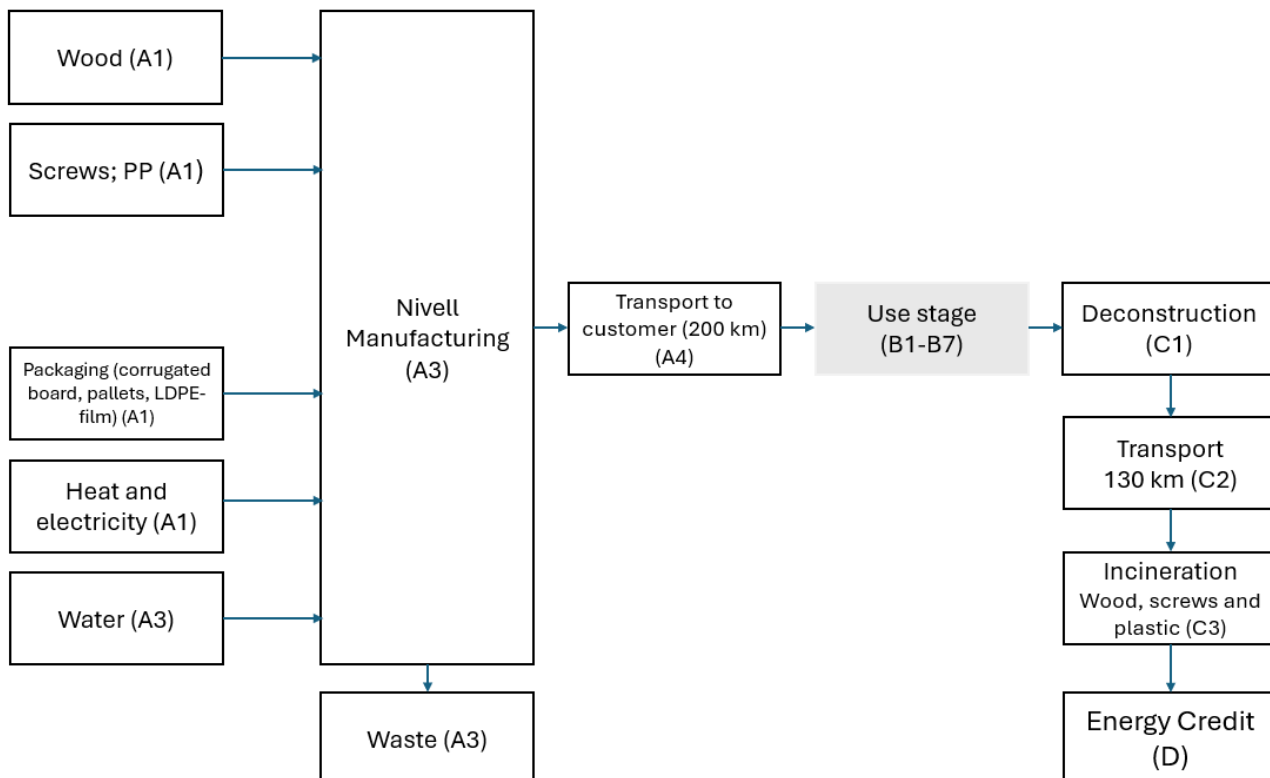 Wood (A1)
Screws; PP (A1)
Packaging (corrugated
board, pallets, LDPE-
film) (A1)
Heat and
electricity (A1)
Water (A3)
Nivell
Manufacturing
(A3)
Waste (A3)
Transport to
customer (200 km)
(A4)
Use stage
(B1-B7)
Deconstruction
(C1)
Transport
130 km (C2)
Incineration
Wood, screws and
plastic (C3)
Energy Credit
(D)